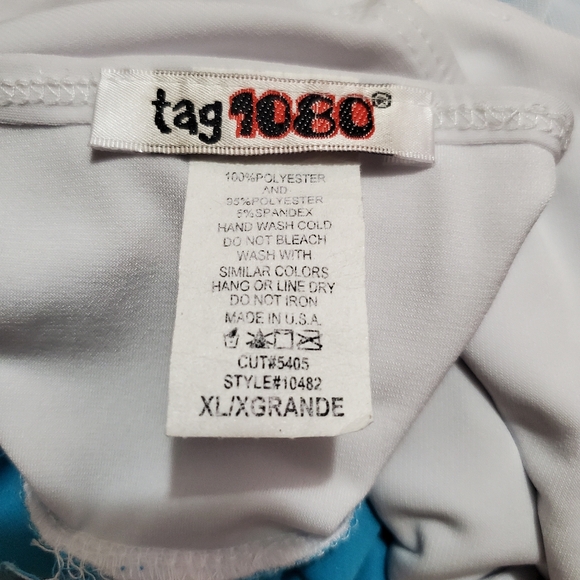 tag1080®
100%POLYESTER
AND
95%POLYESTER
5%SPANDEX
HAND WASH COLD
DO NOT BLEACH
WASH WITH
SIMILAR COLORS
HANG OR LINE DRY
DO NOT IRON
MADE IN U.S.A.
CUT#5405
STYLE#10482
XL/XGRANDE